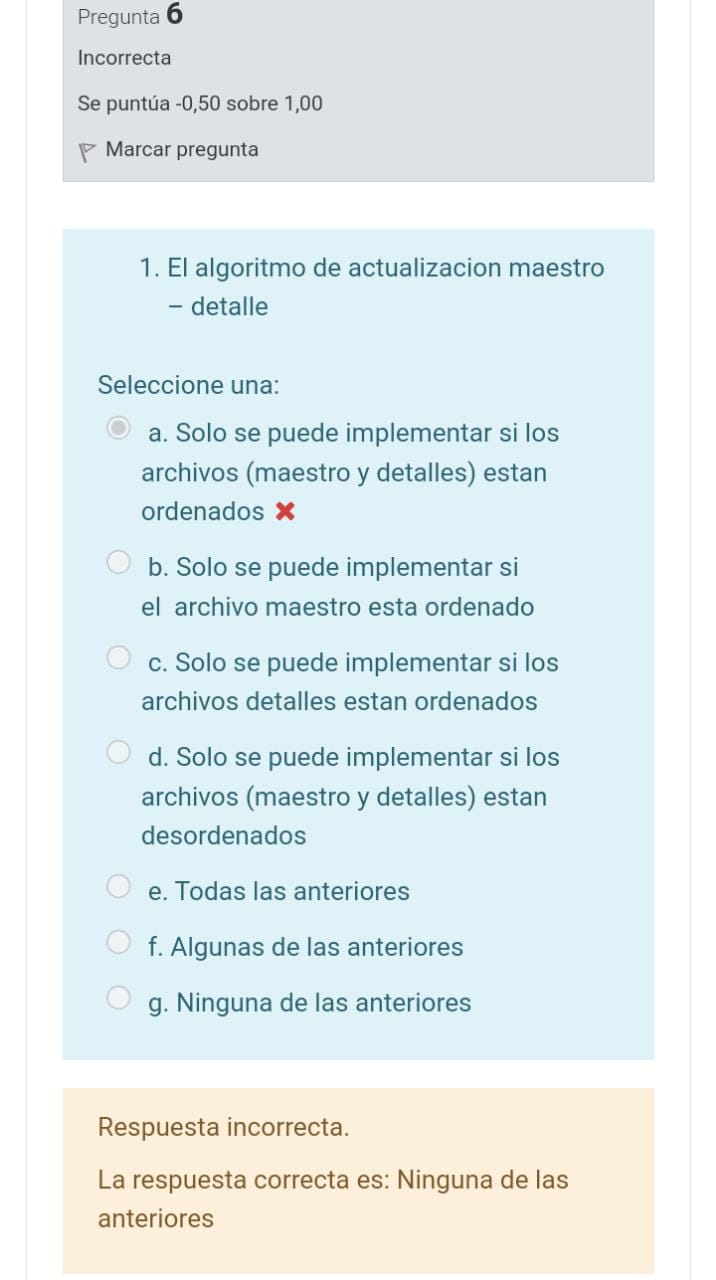 Pregunta 6
Incorrecta
Se puntúa -0,50 sobre 1,00
Marcar pregunta
1. El algoritmo de actualizacion maestro
– detalle
Seleccione una:
a. Solo se puede implementar si los
archivos (maestro y detalles) estan
ordenados
b. Solo se puede implementar si
el archivo maestro esta ordenado
c. Solo se puede implementar si los
archivos detalles estan ordenados
d. Solo se puede implementar si los
archivos (maestro y detalles) estan
desordenados
e. Todas las anteriores
f. Algunas de las anteriores
g. Ninguna de las anteriores
Respuesta incorrecta.
La respuesta correcta es: Ninguna de las
anteriores